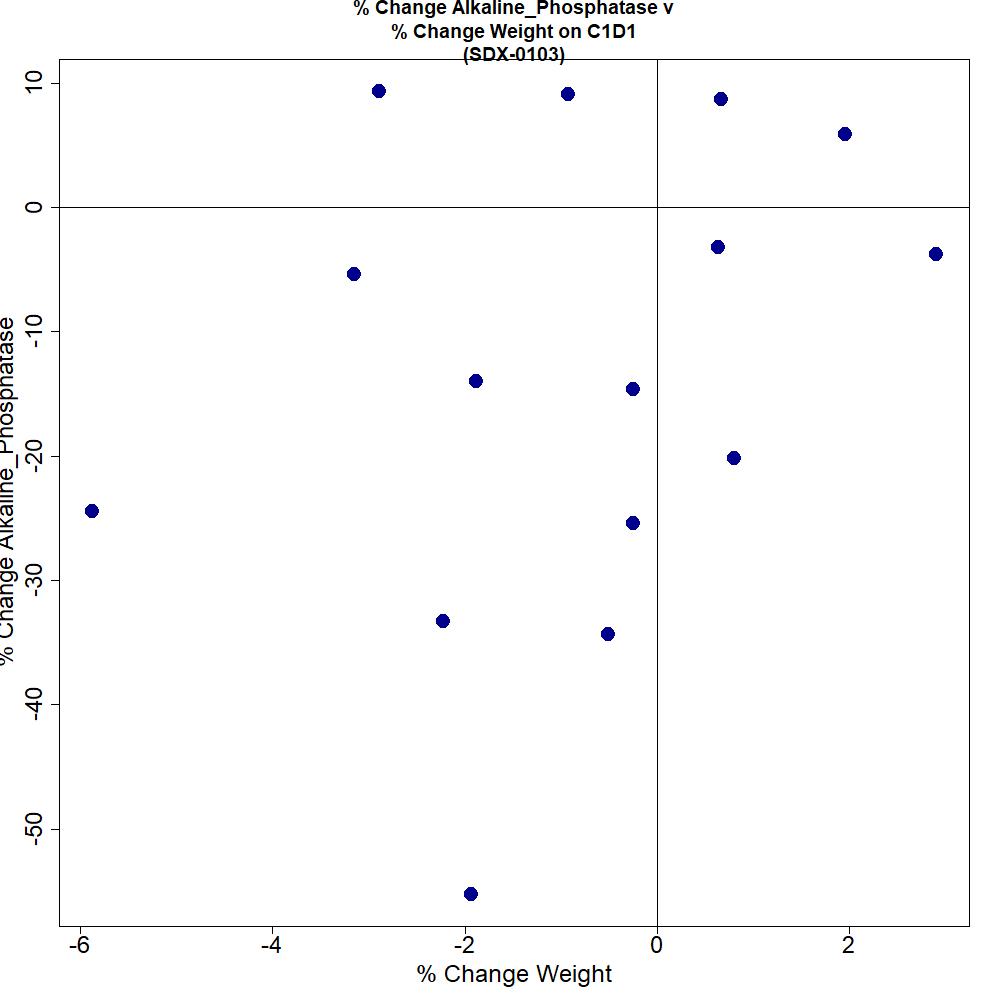 % Change Alkaline_Phosphatase v
% Change Weight on C1D1
(SDX-0103)
% Change Alkaline_Phosphatase
10
0
-10
-20
-30
-40
-50
-6
-4
-2
0
2
% Change Weight